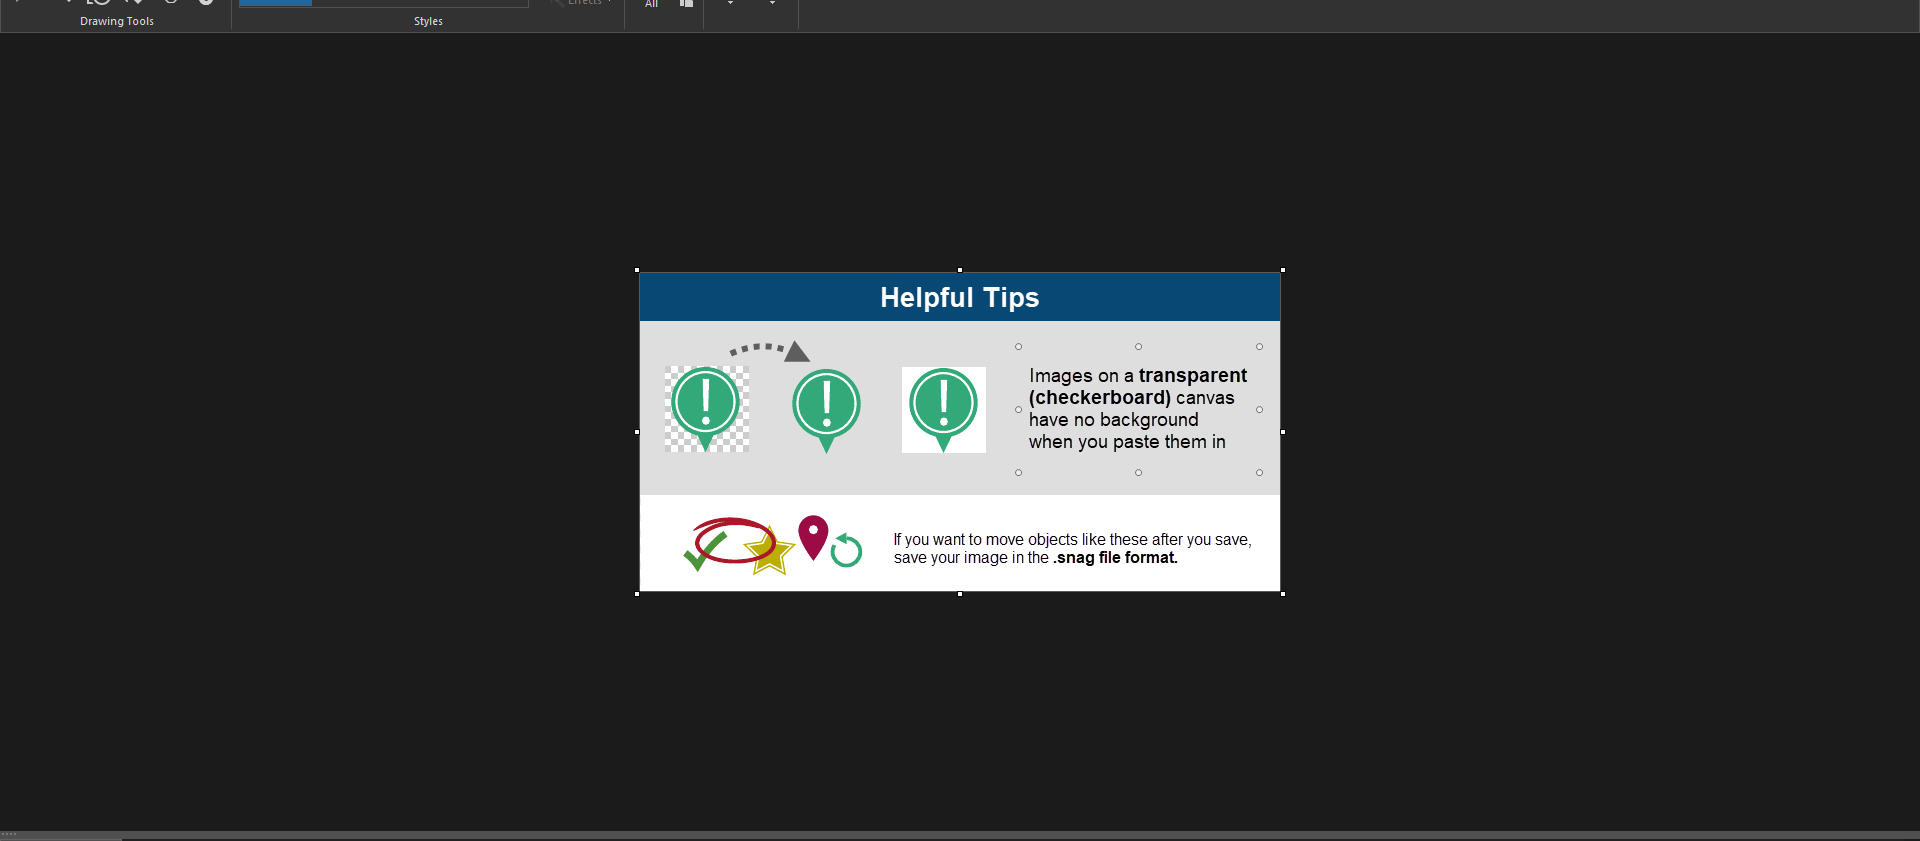 Effects
All
Drawing Tools
Styles
Helpful Tips
Images on a transparent
(checkerboard) canvas
have no background
when you paste them in
If you want to move objects like these after you save,
save your image in the .snag file format.